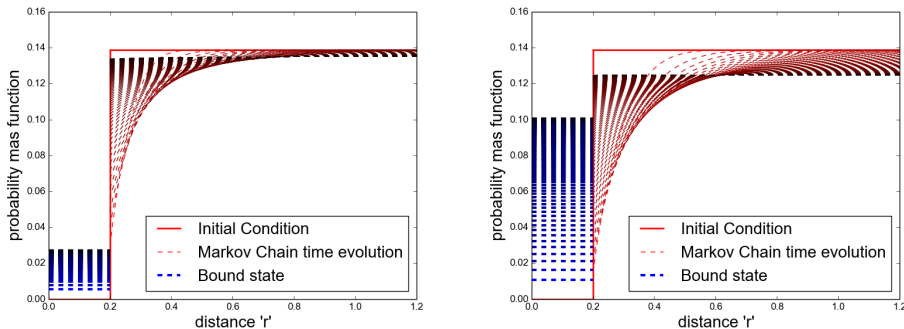 0.16
0.14
0.12
0.10
0.08
0.06
0.04
0.02
0.00
probability mas function
Initial Condition
Markov Chain time evolution
Bound state
0.0 0.2 0.4 0.6 0.8 1.0 1.2
distance 'r'
0.16
0.14
0.12
0.10
0.08
0.06
0.04
0.02
0.00
probability mas function
Initial Condition
Markov Chain time evolution
Bound state
0.0 0.2 0.4 0.6 0.8 1.0 1.2
distance 'r'